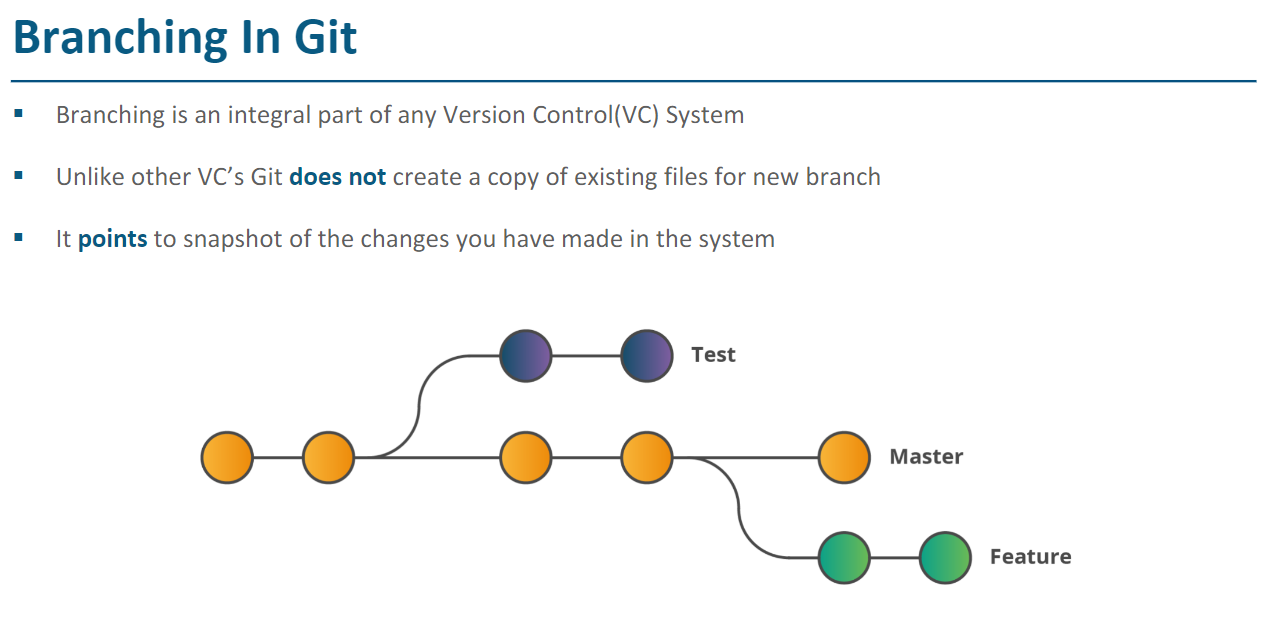 Branching In Git
▪ Branching is an integral part of any Version Control(VC) System
▪ Unlike other VC’s Git does not create a copy of existing files for new branch
▪ It points to snapshot of the changes you have made in the system
Test
Master
Feature